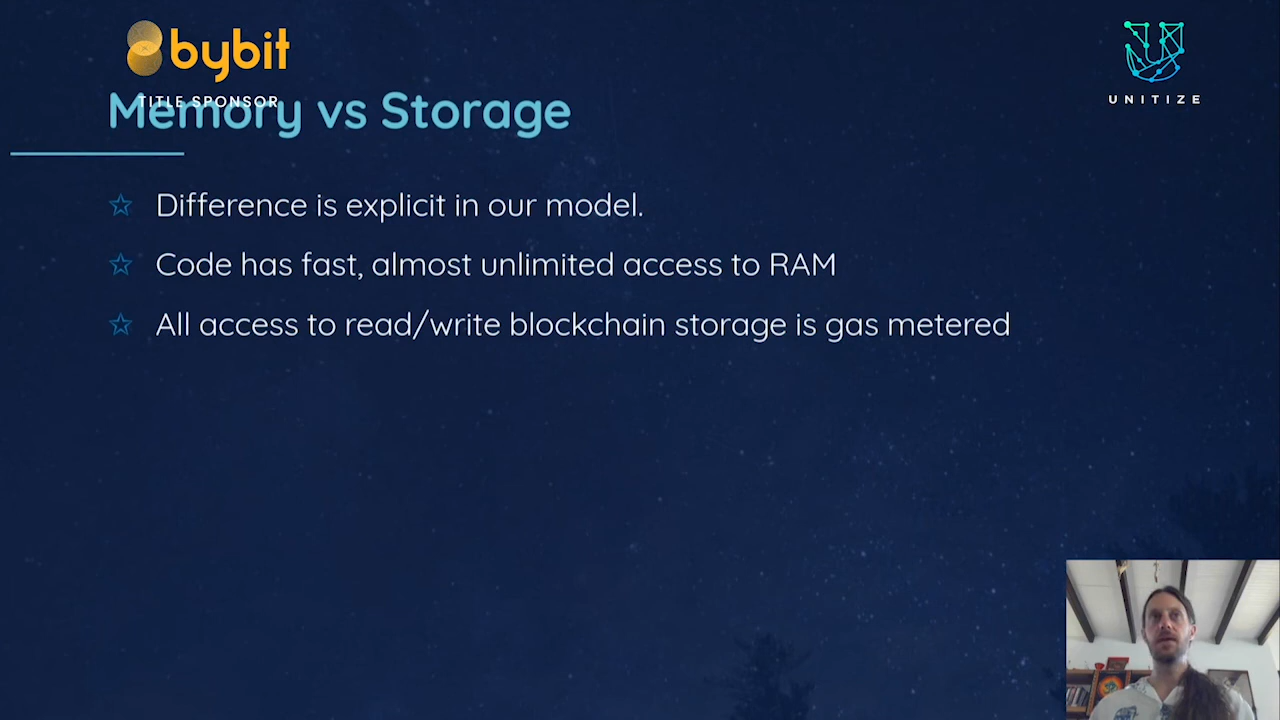 bybit
TITLE SPONSOR
UNITIZE
Memory vs Storage
Difference is explicit in our model.
Code has fast, almost unlimited access to RAM
All access to read/write blockchain storage is gas metered